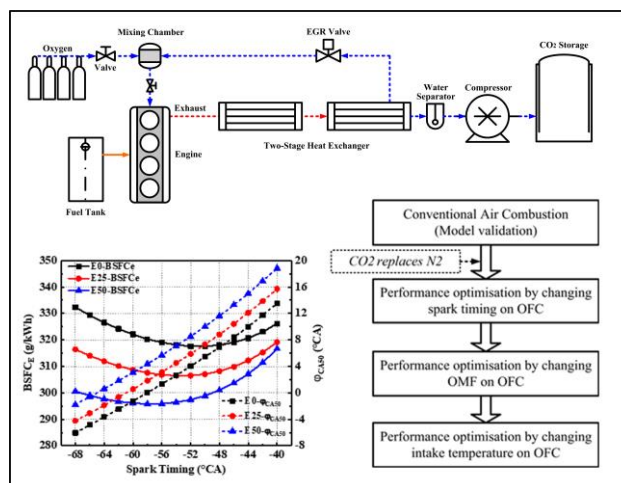 Oxygen
Valve
Mixing Chamber
EGR Valve
CO2 Storage
Water
Separator
Compressor
Exhaust
Engine
Two-Stage Heat Exchanger
Fuel Tank
Conventional Air Combustion
(Model validation)
CO2 replaces N2
Performance optimisation by changing
spark timing on OFC
Performance optimisation by changing
OMF on OFC
Performance optimisation by changing
intake temperature on OFC
E0-BSFCe
E25-BSFCe
E50-BSFCe
E0-φCA50
E25-φCA50
E50-φCA50
BSFCE (g/kWh)
350
340
330
320
310
300
290
280
φCA50 (°CA)
20
16
12
8
4
0
-4
-8
-68 -64 -60 -56 -52 -48 -44 -40
Spark Timing (°CA)